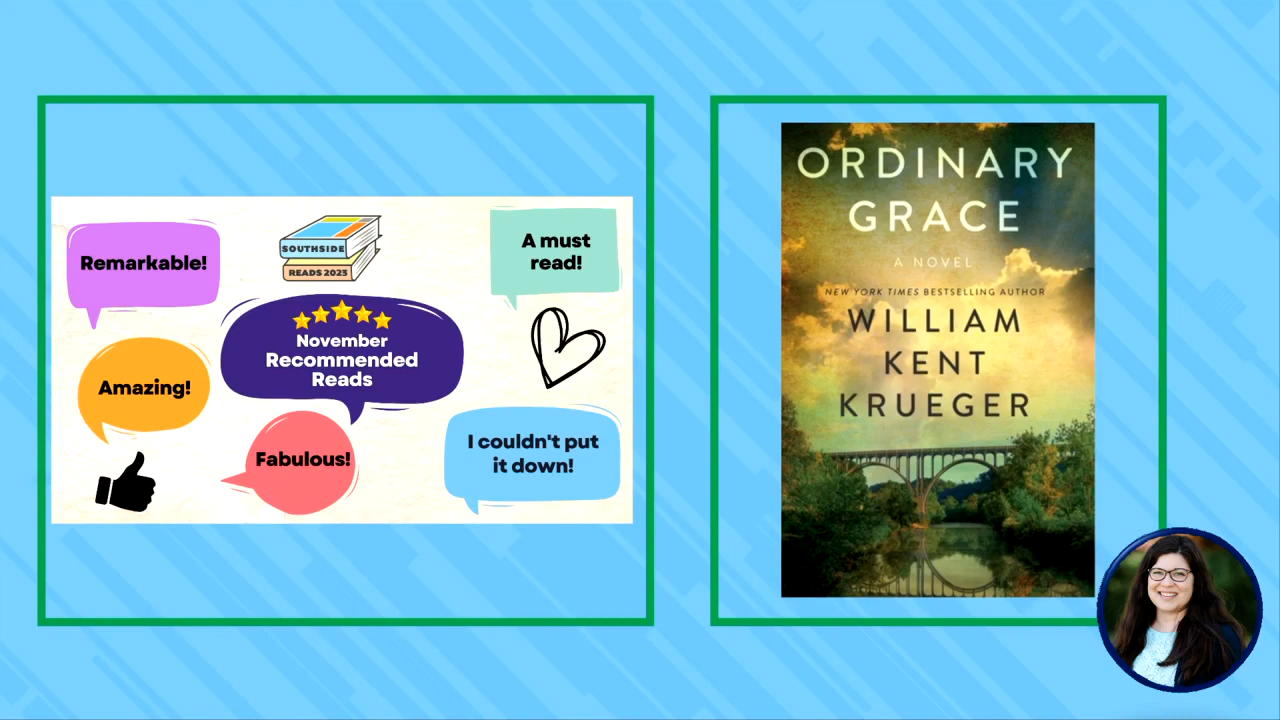 Remarkable!
SOUTHSIDE
READS 2023
A must
read!
November
Recommended
Reads
Amazing!
Fabulous!
I couldn't put
it down!
ORDINARY
GRACE
A NOVEL
NEW YORK TIMES BESTSELLING AUTHOR
WILLIAM
KENT
KRUEGER